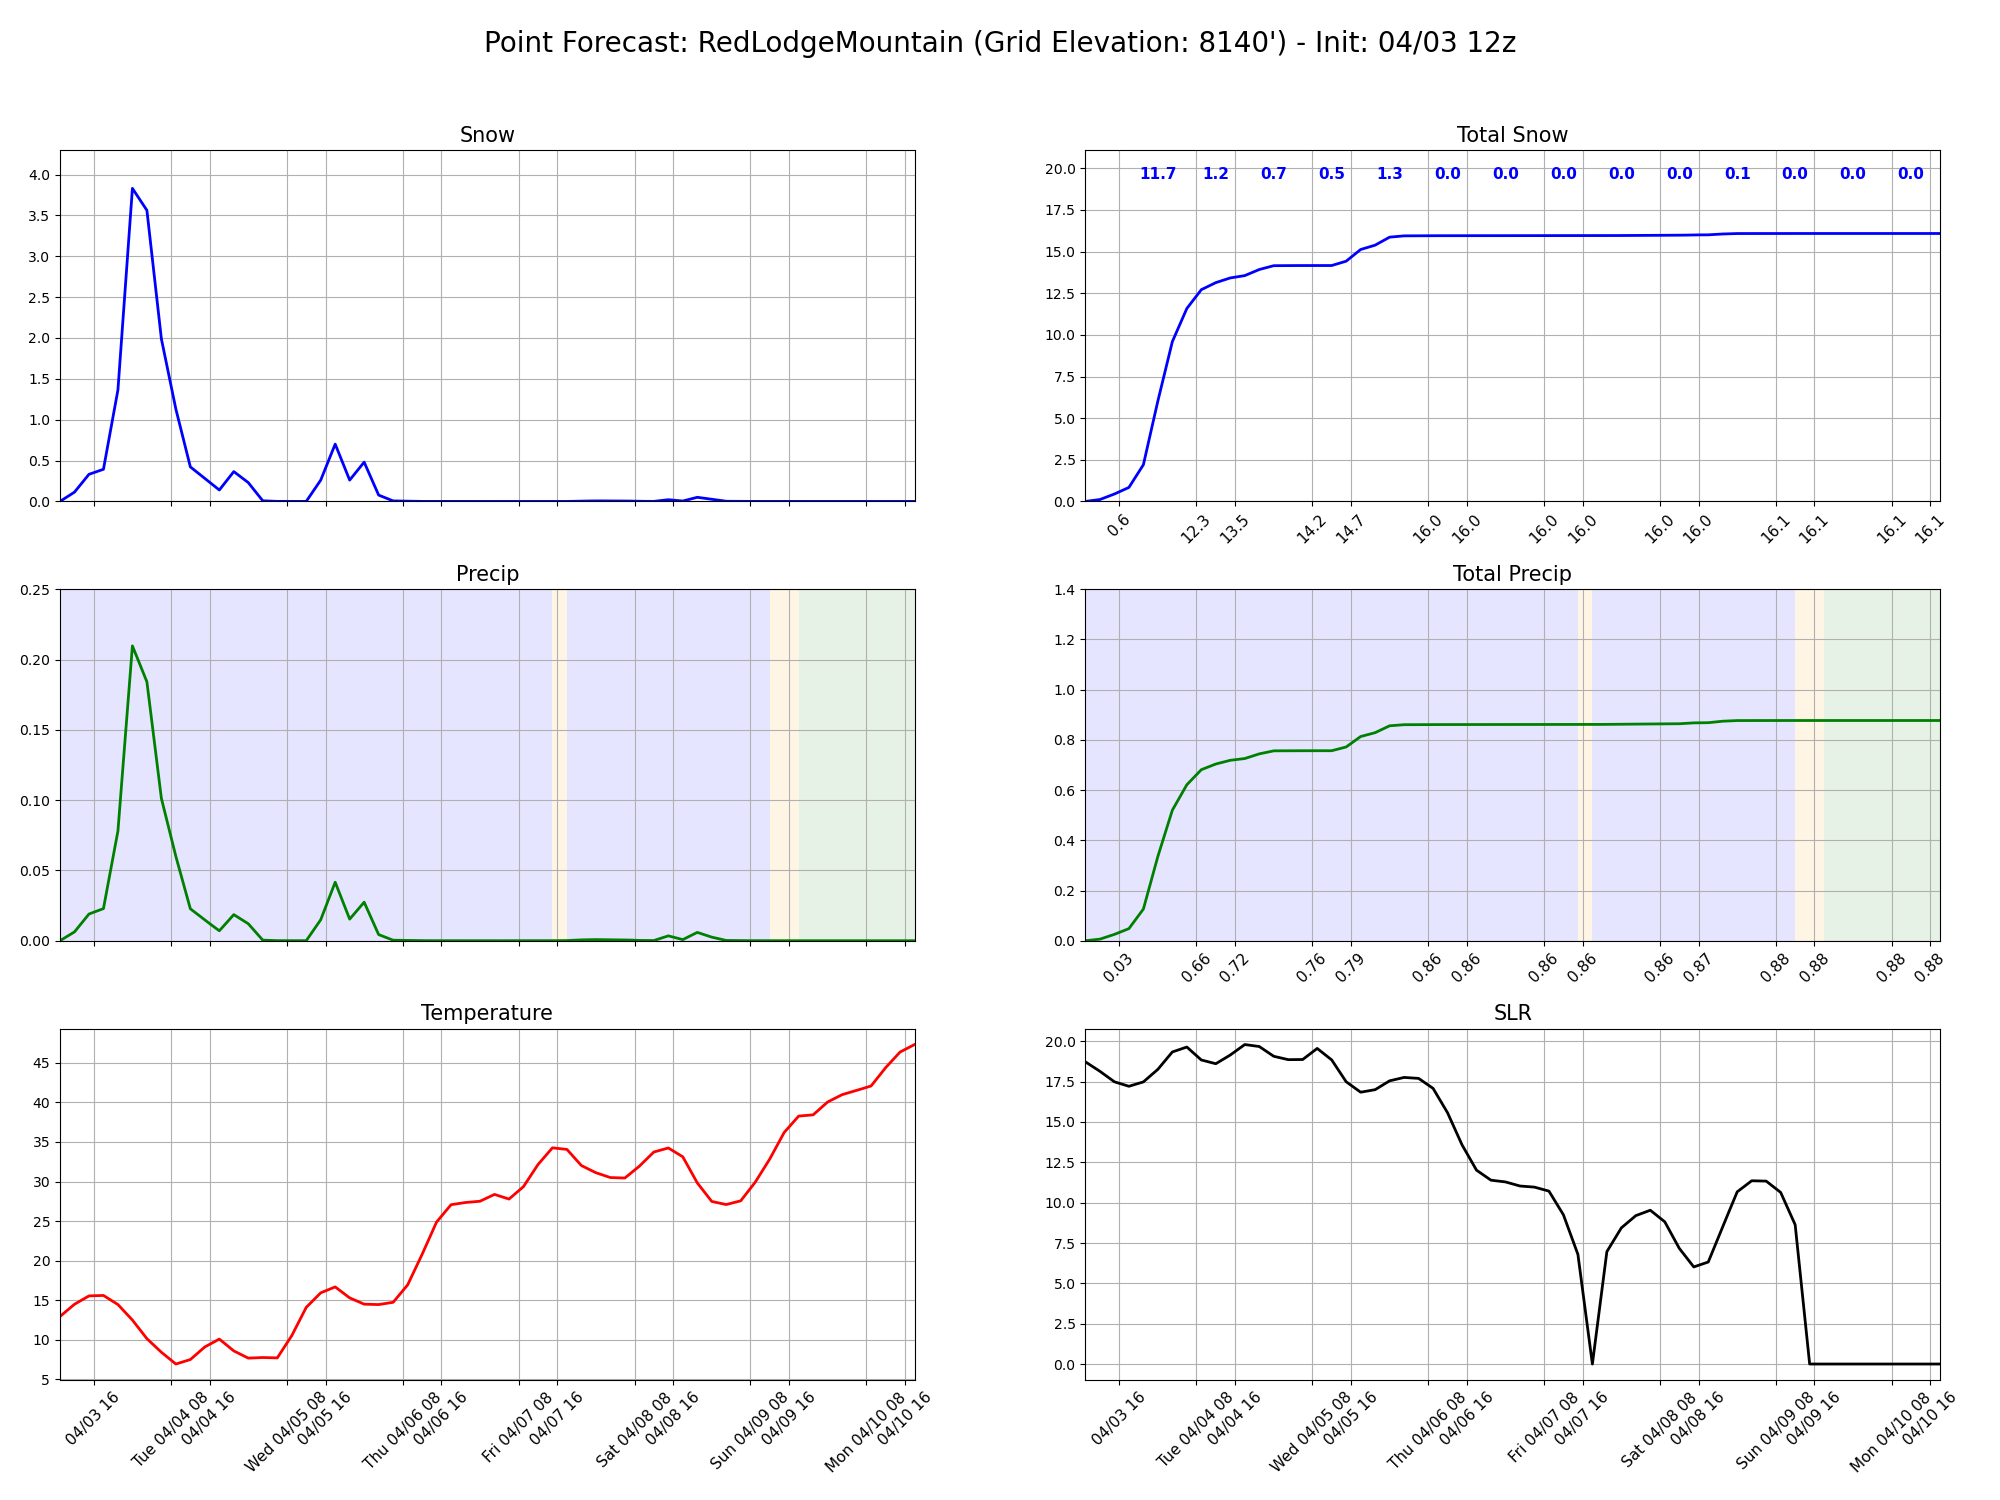 Point Forecast: RedLodgeMountain (Grid Elevation: 8140') - Init: 04/03 12z
Snow
4.0
3.5
3.0
2.5
2.0
1.5
1.0
0.5
0.0
Total Snow
20.0
17.5
15.0
12.5
10.0
7.5
5.0
2.5
0.0
11.7 1.2 0.7 0.5 1.3 0.0 0.0 0.0 0.0 0.0 0.1 0.0 0.0 0.0
0.6 12.3 13.5 14.2 14.7 16.0 16.0 16.0 16.0 16.0 16.0 16.1 16.1 16.1 16.1
Precip
0.25
0.20
0.15
0.10
0.05
0.00
Total Precip
1.4
1.2
1.0
0.8
0.6
0.4
0.2
0.0
0.03 0.66 0.72 0.76 0.79 0.86 0.86 0.86 0.86 0.86 0.87 0.88 0.88 0.88 0.88
Temperature
45
40
35
30
25
20
15
10
5
04/03 16
Tue 04/04 08
04/04 16
Wed 04/05 08
04/05 16
Thu 04/06 08
04/06 16
Fri 04/07 08
04/07 16
Sat 04/08 08
04/08 16
Sun 04/09 08
04/09 16
Mon 04/10 08
04/10 16
SLR
20.0
17.5
15.0
12.5
10.0
7.5
5.0
2.5
0.0
04/03 16
Tue 04/04 08
04/04 16
Wed 04/05 08
04/05 16
Thu 04/06 08
04/06 16
Fri 04/07 08
04/07 16
Sat 04/08 08
04/08 16
Sun 04/09 08
04/09 16
Mon 04/10 08
04/10 16